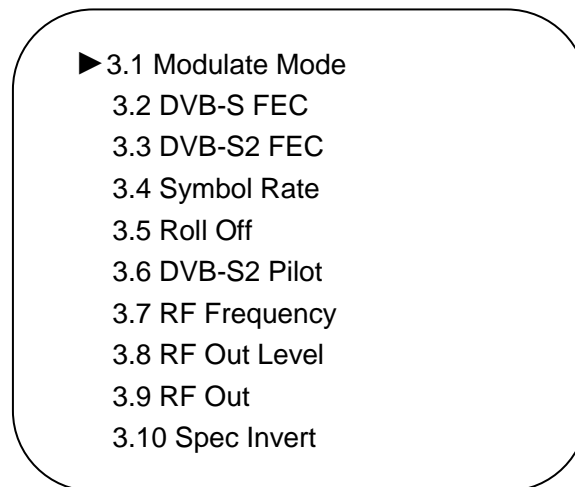 ►3.1 Modulate Mode
3.2 DVB-S FEC
3.3 DVB-S2 FEC
3.4 Symbol Rate
3.5 Roll Off
3.6 DVB-S2 Pilot
3.7 RF Frequency
3.8 RF Out Level
3.9 RF Out
3.10 Spec Invert